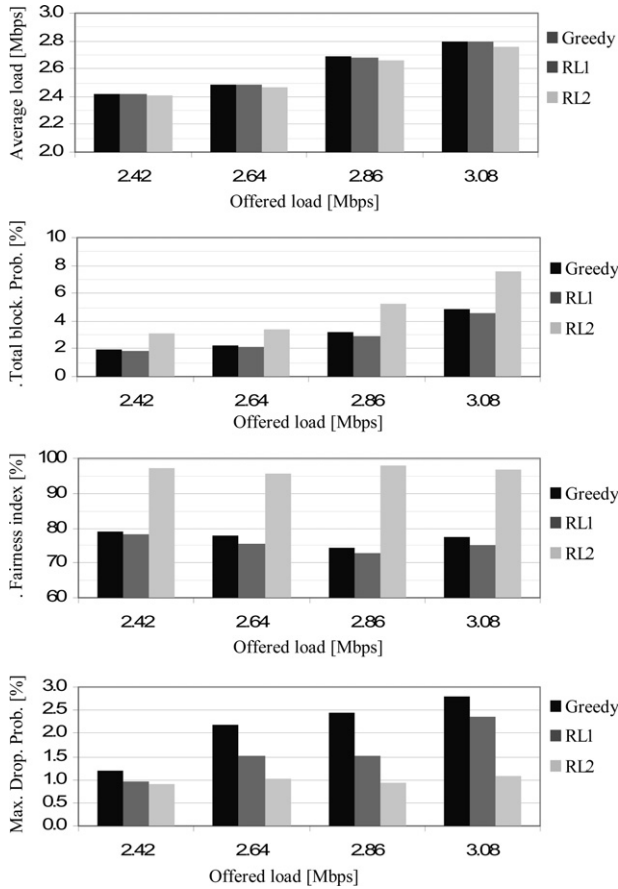 Average load [Mbps]
2.8
2.6
2.4
2.2
2.0
2.42 2.64 2.86 3.08
Offered load [Mbps]
Greedy
RL1
RL2
.Total block. Prob. [%]
10
8
6
4
2
0
2.42 2.64 2.86 3.08
Offered load [Mbps]
Greedy
RL1
RL2
. Fairness index [%]
100
90
80
70
60
2.42 2.64 2.86 3.08
Offered load [Mbps]
Greedy
RL1
RL2
Max. Drop. Prob. [%]
3.0
2.5
2.0
1.5
1.0
0.5
0.0
2.42 2.64 2.86 3.08
Offered load [Mbps]
Greedy
RL1
RL2